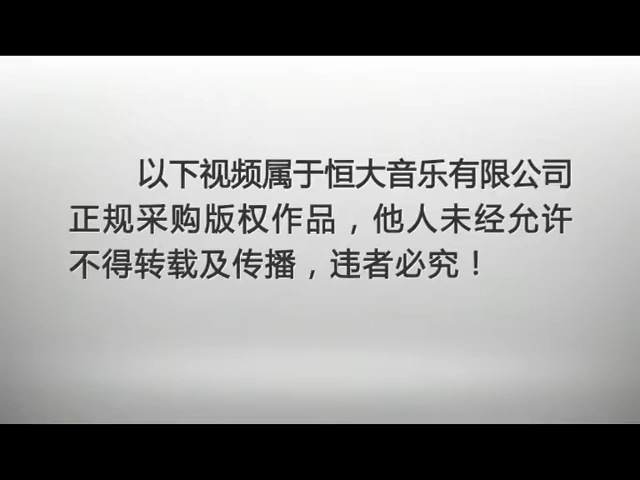 以下视频属于恒大音乐有限公司
正规采购版权作品，他人未经允许
不得转载及传播，违者必究！